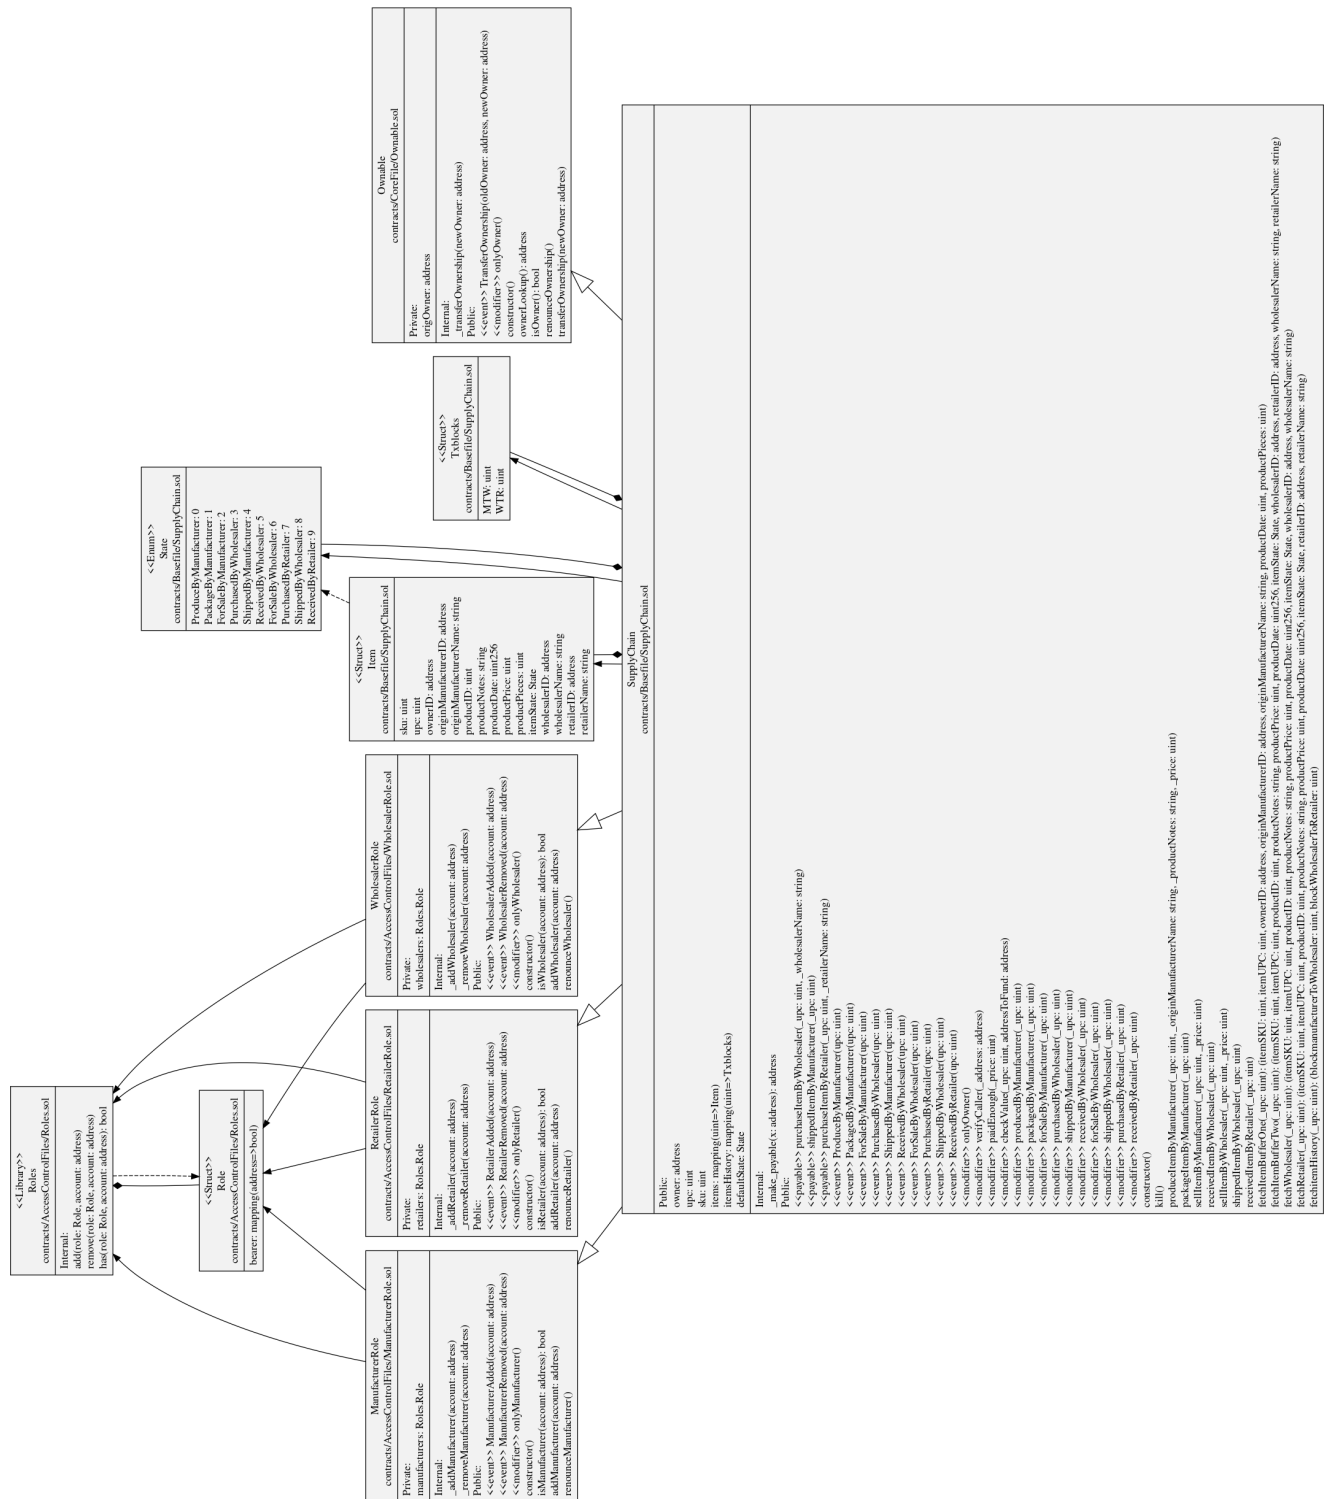 <<Library>>
Roles
contracts/AccessControlFiles/Roles.sol
Internal:
add(role: Role, account: address)
remove(role: Role, account: address)
has(role: Role, account: address): bool
<<Struct>>
Role
contracts/AccessControlFiles/Roles.sol
bearer: mapping(address=>bool)
ManufacturerRole
contracts/AccessControlFiles/ManufacturerRole.sol
Private:
manufacturers: Roles.Role
Internal:
_addManufacturer(account: address)
_removeManufacturer(account: address)
Public:
<<event>> ManufacturerAdded(account: address)
<<event>> ManufacturerRemoved(account: address)
<<modifier>> onlyManufacturer()
constructor()
isManufacturer(account: address): bool
addManufacturer(account: address)
renounceManufacturer()
RetailerRole
contracts/AccessControlFiles/RetailerRole.sol
Private:
retailers: Roles.Role
Internal:
_addRetailer(account: address)
_removeRetailer(account: address)
Public:
<<event>> RetailerAdded(account: address)
<<event>> RetailerRemoved(account: address)
<<modifier>> onlyRetailer()
constructor()
isRetailer(account: address): bool
addRetailer(account: address)
renounceRetailer()
WholesalerRole
contracts/AccessControlFiles/WholesalerRole.sol
Private:
wholesalers: Roles.Role
Internal:
_addWholesaler(account: address)
_removeWholesaler(account: address)
Public:
<<event>> WholesalerAdded(account: address)
<<event>> WholesalerRemoved(account: address)
<<modifier>> onlyWholesaler()
constructor()
isWholesaler(account: address): bool
addWholesaler(account: address)
renounceWholesaler()
<<Struct>>
Item
contracts/Basefile/SupplyChain.sol
sku: uint
upc: uint
ownerID: address
originManufacturerID: address
originManufacturerName: string
productID: uint
productNotes: string
productDate: uint256
productPrice: uint
productPieces: uint
itemState: State
wholesalerID: address
wholesalerName: string
retailerID: address
retailerName: string
<<Enum>>
State
contracts/Basefile/SupplyChain.sol
ProduceByManufacturer: 0
PackageByManufacturer: 1
ForSaleByManufacturer: 2
PurchasedByWholesaler: 3
ShippedByManufacturer: 4
ReceivedByWholesaler: 5
ForSaleByWholesaler: 6
PurchasedByRetailer: 7
ShippedByWholesaler: 8
ReceivedByRetailer: 9
<<Struct>>
Txblocks
contracts/Basefile/SupplyChain.sol
MTW: uint
WTR: uint
Ownable
contracts/CoreFile/Ownable.sol
Private:
origOwner: address
Internal:
_transferOwnership(newOwner: address)
Public:
<<event>> TransferOwnership(oldOwner: address, newOwner: address)
<<modifier>> onlyOwner()
constructor()
ownerLookup(): address
isOwner(): bool
renounceOwnership()
transferOwnership(newOwner: address)
SupplyChain
contracts/Basefile/SupplyChain.sol
Public:
owner: address
upc: uint
sku: uint
items: mapping(uint=>Item)
itemsHistory: mapping(uint=>Txblocks)
defaultState: State
Internal:
_make_payable(x: address): address
Public:
<<payable>> purchaseItemByWholesaler(_upc: uint, _wholesalerName: string)
<<payable>> shippedItemByManufacturer(_upc: uint)
<<payable>> purchaseItemByRetailer(_upc: uint, _retailerName: string)
<<event>> ProduceByManufacturer(upc: uint)
<<event>> PackagedByManufacturer(upc: uint)
<<event>> ForSaleByManufacturer(upc: uint)
<<event>> PurchasedByWholesaler(upc: uint)
<<event>> ShippedByManufacturer(upc: uint)
<<event>> ReceivedByWholesaler(upc: uint)
<<event>> ForSaleByWholesaler(upc: uint)
<<event>> PurchasedByRetailer(upc: uint)
<<event>> ShippedByWholesaler(upc: uint)
<<event>> ReceivedByRetailer(upc: uint)
<<modifier>> onlyOwner()
<<modifier>> verifyCaller(_address: address)
<<modifier>> paidEnough(_price: uint)
<<modifier>> checkValue(_upc: uint, addressToFund: address)
<<modifier>> producedByManufacturer(_upc: uint)
<<modifier>> packagedByManufacturer(_upc: uint)
<<modifier>> forSaleByManufacturer(_upc: uint)
<<modifier>> purchasedByWholesaler(_upc: uint)
<<modifier>> shippedByManufacturer(_upc: uint)
<<modifier>> receivedByWholesaler(_upc: uint)
<<modifier>> forSaleByWholesaler(_upc: uint)
<<modifier>> shippedByWholesaler(_upc: uint)
<<modifier>> purchasedByRetailer(_upc: uint)
<<modifier>> receivedByRetailer(_upc: uint)
constructor()
kill()
produceItemByManufacturer(_upc: uint, _originManufacturerName: string, _productNotes: string, _price: uint)
packageItemByManufacturer(_upc: uint)
sellItemByManufacturer(_upc: uint, _price: uint)
receivedItemByWholesaler(_upc: uint)
sellItemByWholesaler(_upc: uint, _price: uint)
shippedItemByWholesaler(_upc: uint)
receivedItemByRetailer(_upc: uint)
fetchItemBufferOne(_upc: uint): (itemSKU: uint, itemUPC: uint, ownerID: address, originManufacturerID: address, originManufacturerName: string, productDate: uint, productPieces: uint)
fetchItemBufferTwo(_upc: uint): (itemSKU: uint, itemUPC: uint, productID: uint, productNotes: string, productPrice: uint, productDate: uint256, itemState: State, wholesalerID: address, retailerID: address, wholesalerName: string, retailerName: string)
fetchWholesaler(_upc: uint): (itemSKU: uint, itemUPC: uint, productID: uint, productNotes: string, productPrice: uint, productDate: uint256, itemState: State, wholesalerID: address, wholesalerName: string)
fetchRetailer(_upc: uint): (itemSKU: uint, itemUPC: uint, productID: uint, productNotes: string, productPrice: uint, productDate: uint256, itemState: State, retailerID: address, retailerName: string)
fetchitemHistory(_upc: uint): (blockmanufacturerToWholesaler: uint, blockWholesalerToRetailer: uint)